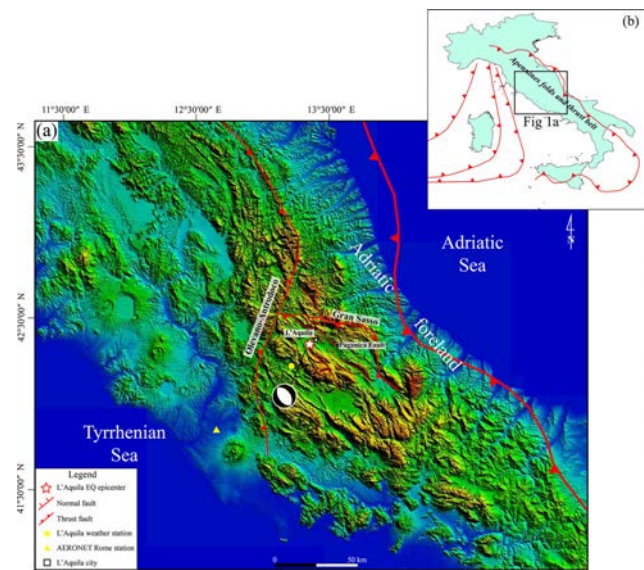 (b)
Apennines folds and thrust belt
Fig 1a
11°30'00" E
12°30'00" E
13°30'00" E
(a)
43°30'00" N
42°30'00" N
41°30'00" N
N
Adriatic
Sea
Adriatic
foreland
Olevano-Antrodoco
Gran Sasso
L'Aquila
Paganica Fault
Tyrrhenian
Sea
Legend
L'Aquila EQ epicenter
Normal fault
Thrust fault
L'Aquila weather station
AERONET Rome station
L'Aquila city
0
50 km